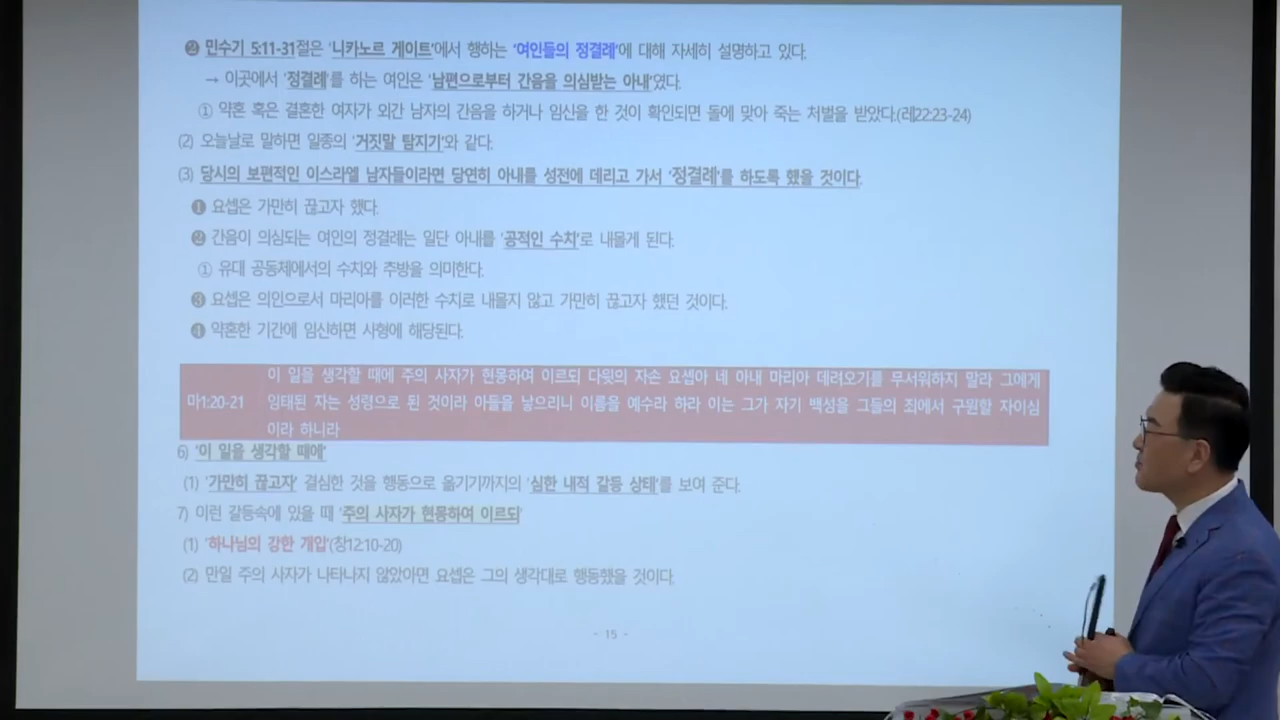 ❷ 민수기 5:11-31절은 '니카노르 게이트'에서 행하는 '여인들의 정결례'에 대해 자세히 설명하고 있다.
→ 이곳에서 '정결례'를 하는 여인은 '남편으로부터 간음을 의심받는 아내'였다.
① 약혼 혹은 결혼한 여자가 외간 남자의 간음을 하거나 임신을 한 것이 확인되면 돌에 맞아 죽는 처벌을 받았다.(레22:23-24)
(2) 오늘날로 말하면 일종의 '거짓말 탐지기'와 같다.
(3) 당시의 보편적인 이스라엘 남자들이라면 당연히 아내를 성전에 데리고 가서 '정결례'를 하도록 했을 것이다.
❶ 요셉은 가만히 끊고자 했다.
❷ 간음이 의심되는 여인의 정결례는 일단 아내를 '공적인 수치'로 내몰게 된다.
① 유대 공동체에서의 수치와 추방을 의미한다.
❸ 요셉은 의인으로서 마리아를 이러한 수치로 내몰지 않고 가만히 끊고자 했던 것이다.
❶ 약혼한 기간에 임신하면 사형에 해당된다.
이 일을 생각할 때에 주의 사자가 현몽하여 이르되 다윗의 자손 요셉아 네 아내 마리아 데려오기를 무서워하지 말라 그에게
마1:20-21 잉태된 자는 성령으로 된 것이라 아들을 낳으리니 이름을 예수라 하라 이는 그가 자기 백성을 그들의 죄에서 구원할 자이심
이라 하니라
6) '이 일을 생각할 때에'
(1) '가만히 끊고자' 결심한 것을 행동으로 옮기기까지의 '심한 내적 갈등 상태'를 보여 준다.
7) 이런 갈등속에 있을 때 '주의 사자가 현몽하여 이르되'
(1) '하나님의 강한 개입'(창12:10-20)
(2) 만일 주의 사자가 나타나지 않았아면 요셉은 그의 생각대로 행동했을 것이다.
- 15 -